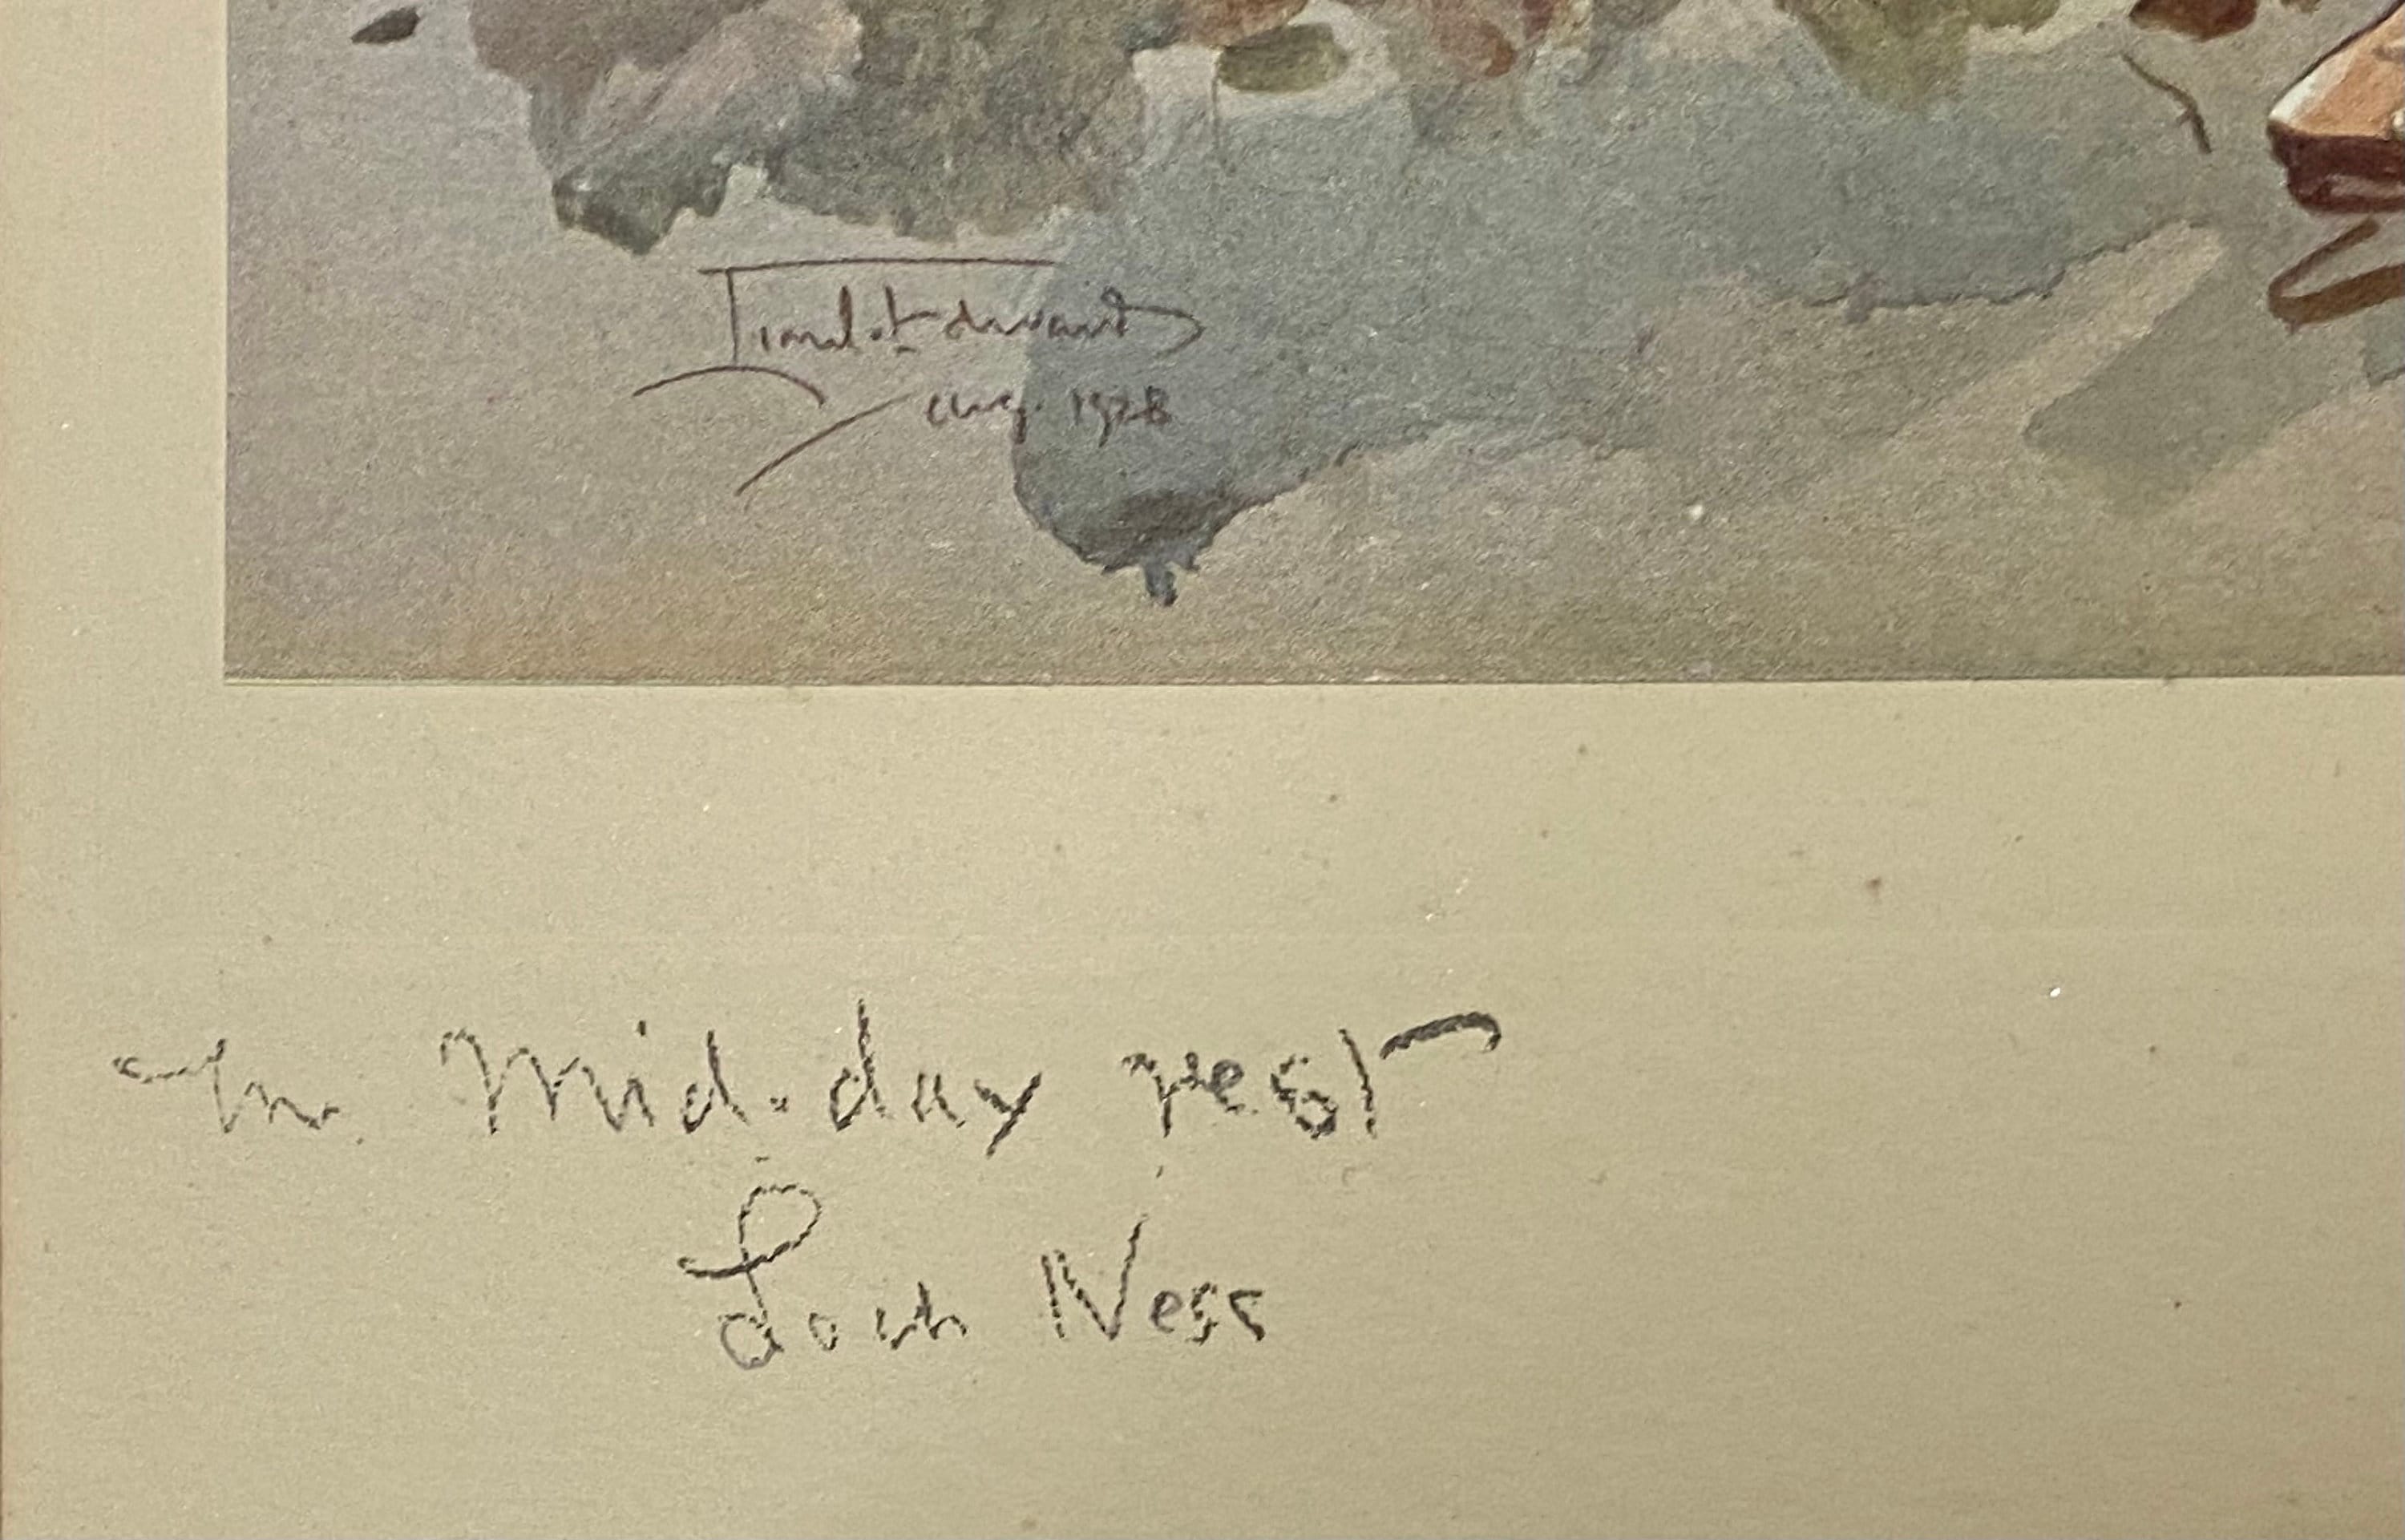 Lionel Edwards
Aug. 1928
The Mid-day rest
Loch Ness